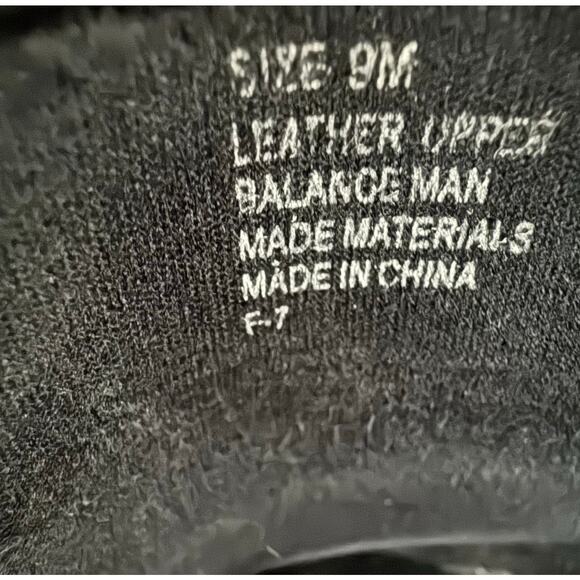 SIZE 9M
LEATHER UPPER
BALANCE MAN
MADE MATERIALS
MADE IN CHINA
F-7